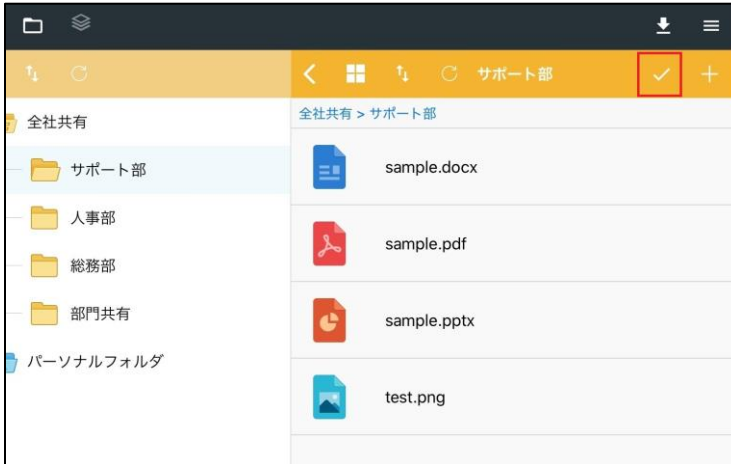 サポート部
全社共有
サポート部
人事部
総務部
部門共有
パーソナルフォルダ
全社共有 > サポート部
sample.docx
sample.pdf
sample.pptx
test.png